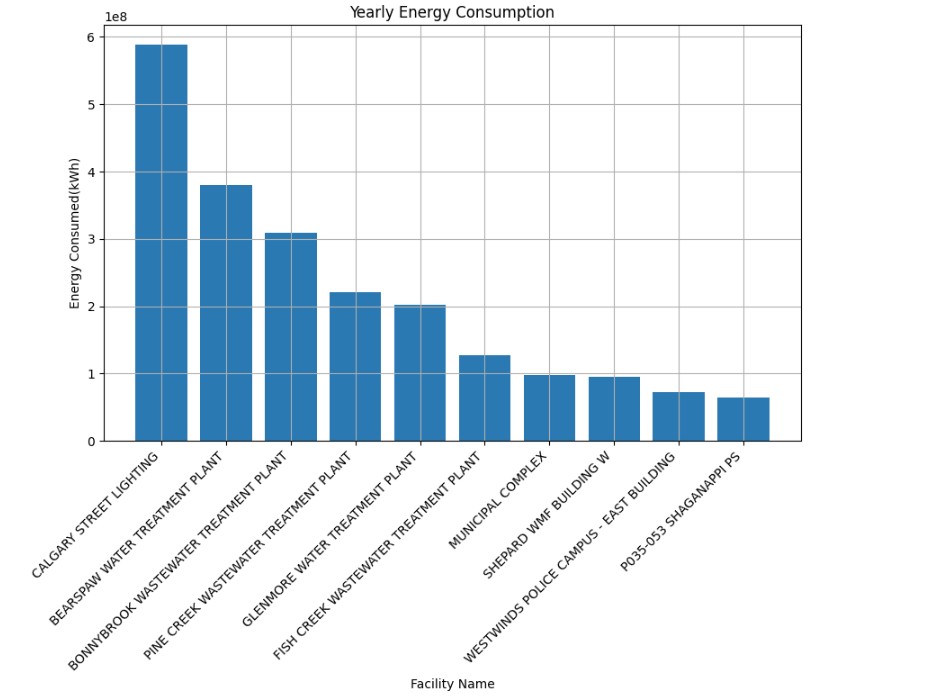 Yearly Energy Consumption
1e8
6
5
4
3
2
1
0
Energy Consumed(kWh)
CALGARY STREET LIGHTING
BEARSPAW WATER TREATMENT PLANT
BONNYBROOK WASTEWATER TREATMENT PLANT
PINE CREEK WASTEWATER TREATMENT PLANT
GLENMORE WATER TREATMENT PLANT
FISH CREEK WASTEWATER TREATMENT PLANT
MUNICIPAL COMPLEX
SHEPARD WMF BUILDING W
WESTWINDS POLICE CAMPUS - EAST BUILDING
P035-053 SHAGANAPPI PS
Facility Name